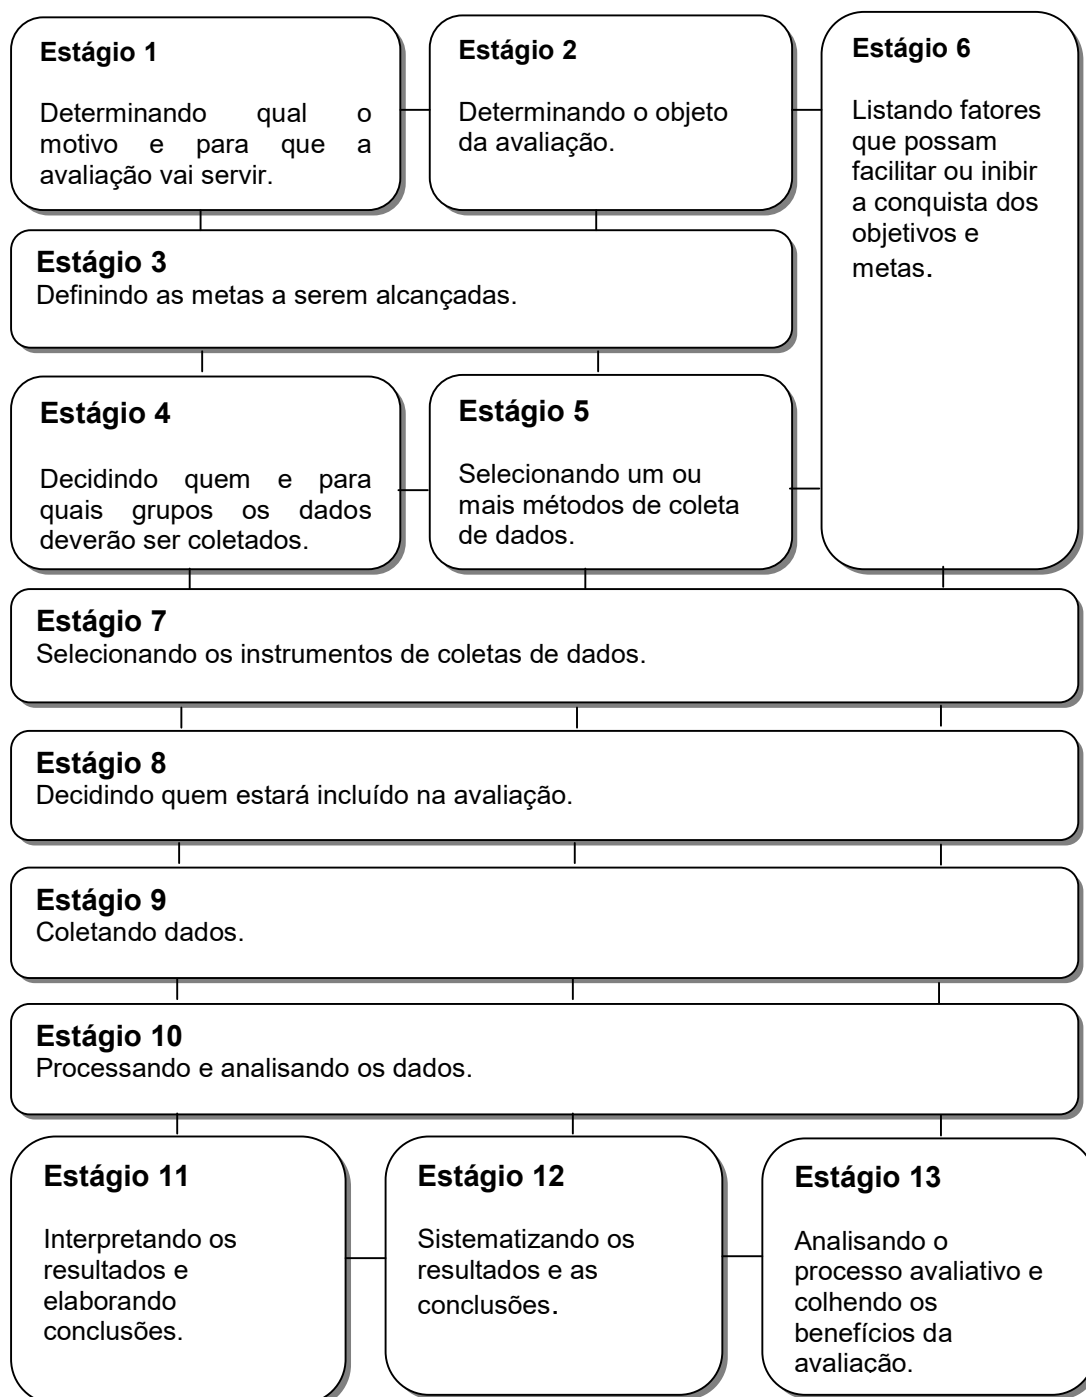 Estágio 1
Determinando qual o
motivo e para que a
avaliação vai servir.
Estágio 2
Determinando o objeto
da avaliação.
Estágio 6
Listando fatores
que possam
facilitar ou inibir
a conquista dos
objetivos e
metas.
Estágio 3
Definindo as metas a serem alcançadas.
Estágio 4
Decidindo quem e para
quais grupos os dados
deverão ser coletados.
Estágio 5
Selecionando um ou
mais métodos de coleta
de dados.
Estágio 7
Selecionando os instrumentos de coletas de dados.
Estágio 8
Decidindo quem estará incluído na avaliação.
Estágio 9
Coletando dados.
Estágio 10
Processando e analisando os dados.
Estágio 11
Interpretando os
resultados e
elaborando
conclusões.
Estágio 12
Sistematizando os
resultados e as
conclusões.
Estágio 13
Analisando o
processo avaliativo e
colhendo os
benefícios da
avaliação.